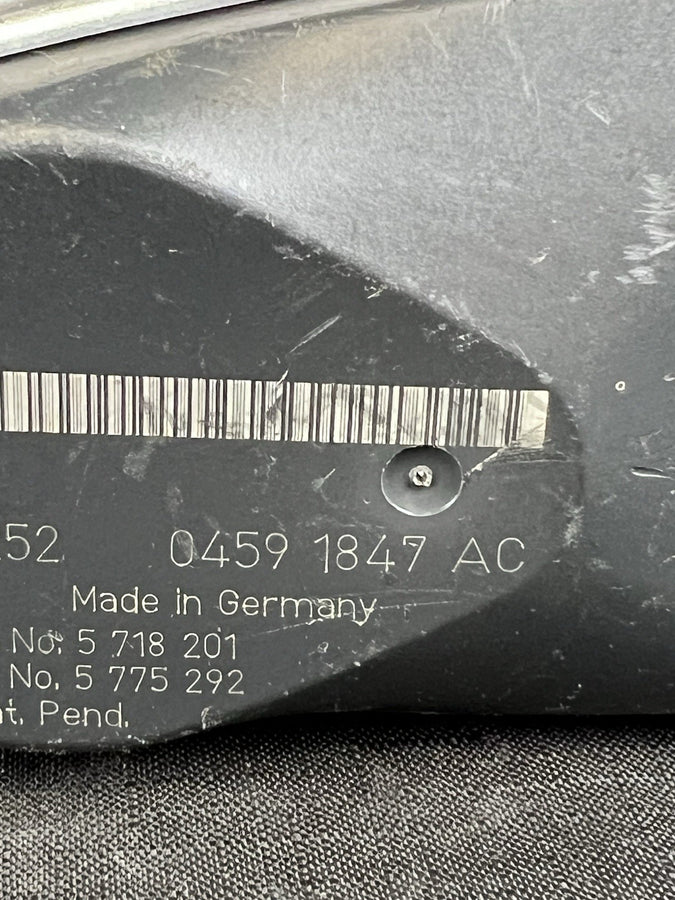 52 0459 1847 AC
Made in Germany
No. 5 718 201
No. 5 775 292
t. Pend.